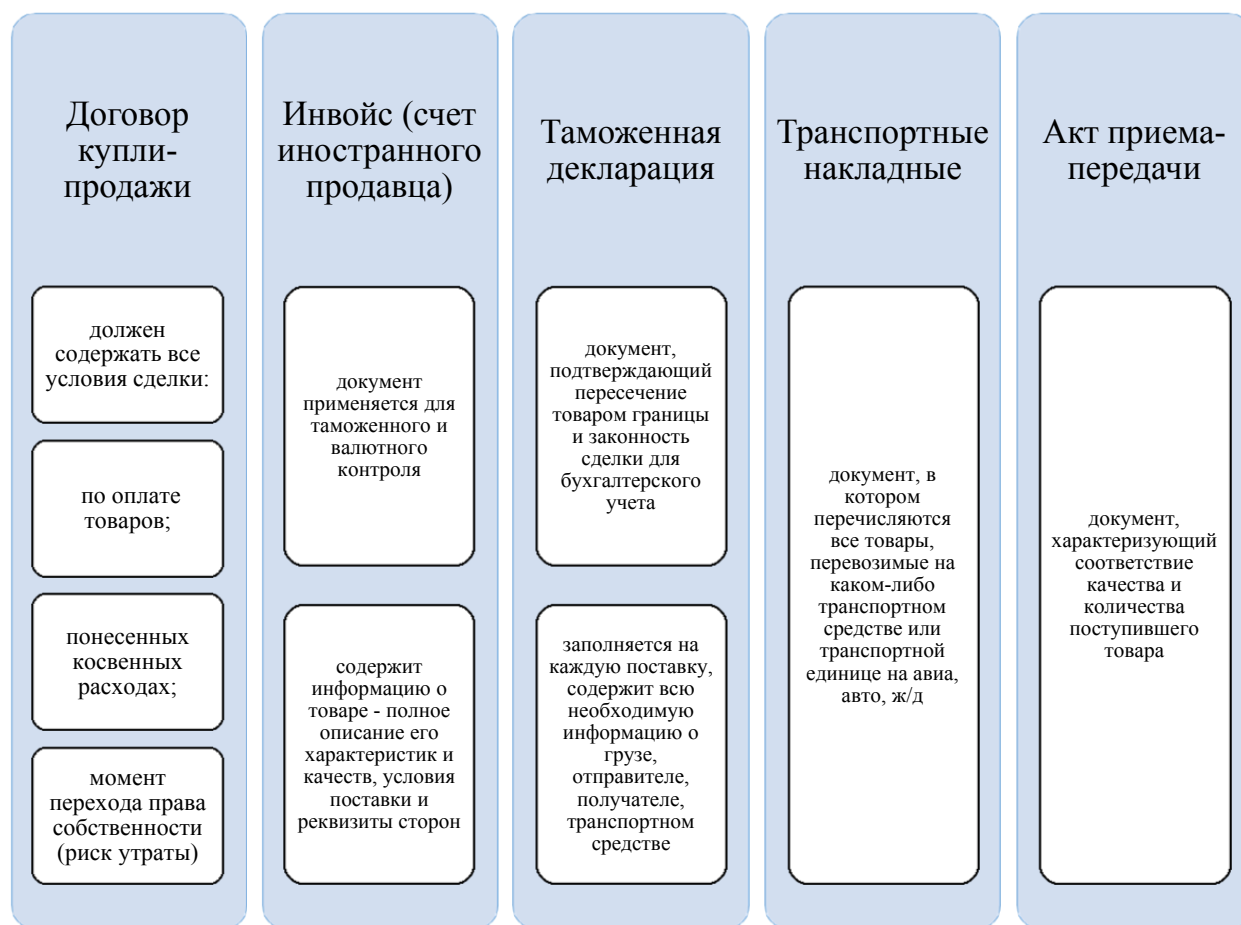 Договор
купли-
продажи
должен
содержать все
условия сделки:
по оплате
товаров;
понесенных
косвенных
расходах;
момент
перехода права
собственности
(риск утраты)
Инвойс (счет
иностранного
продавца)
документ
применяется для
таможенного и
валютного
контроля
содержит
информацию о
товаре - полное
описание его
характеристик и
качеств, условия
поставки и
реквизиты сторон
Таможенная
декларация
документ,
подтверждающий
пересечение
товаром границы
и законность
сделки для
бухгалтерского
учета
заполняется на
каждую поставку,
содержит всю
необходимую
информацию о
грузе,
отправителе,
получателе,
транспортном
средстве
Транспортные
накладные
документ, в
котором
перечисляются
все товары,
перевозимые на
каком-либо
транспортном
средстве или
транспортной
единице на авиа,
авто, ж/д
Акт приема-
передачи
документ,
характеризующий
соответствие
качества и
количества
поступившего
товара